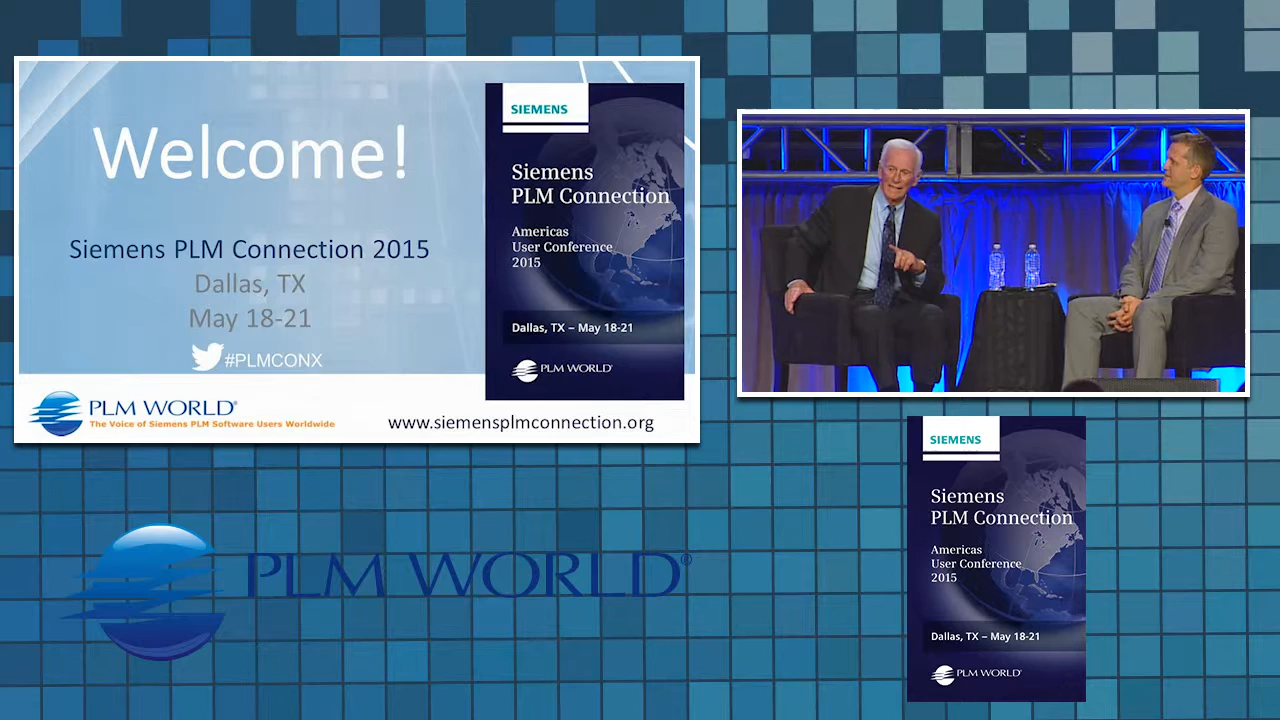 Welcome!
Siemens PLM Connection 2015
Dallas, TX
May 18-21
#PLMCONX
PLM WORLD®
The Voice of Siemens PLM Software Users Worldwide
www.siemensplmconnection.org
SIEMENS
Siemens
PLM Connection
Americas
User Conference
2015
Dallas, TX – May 18-21
PLM WORLD®
PLM WORLD®
SIEMENS
Siemens
PLM Connection
Americas
User Conference
2015
Dallas, TX – May 18-21
PLM WORLD®